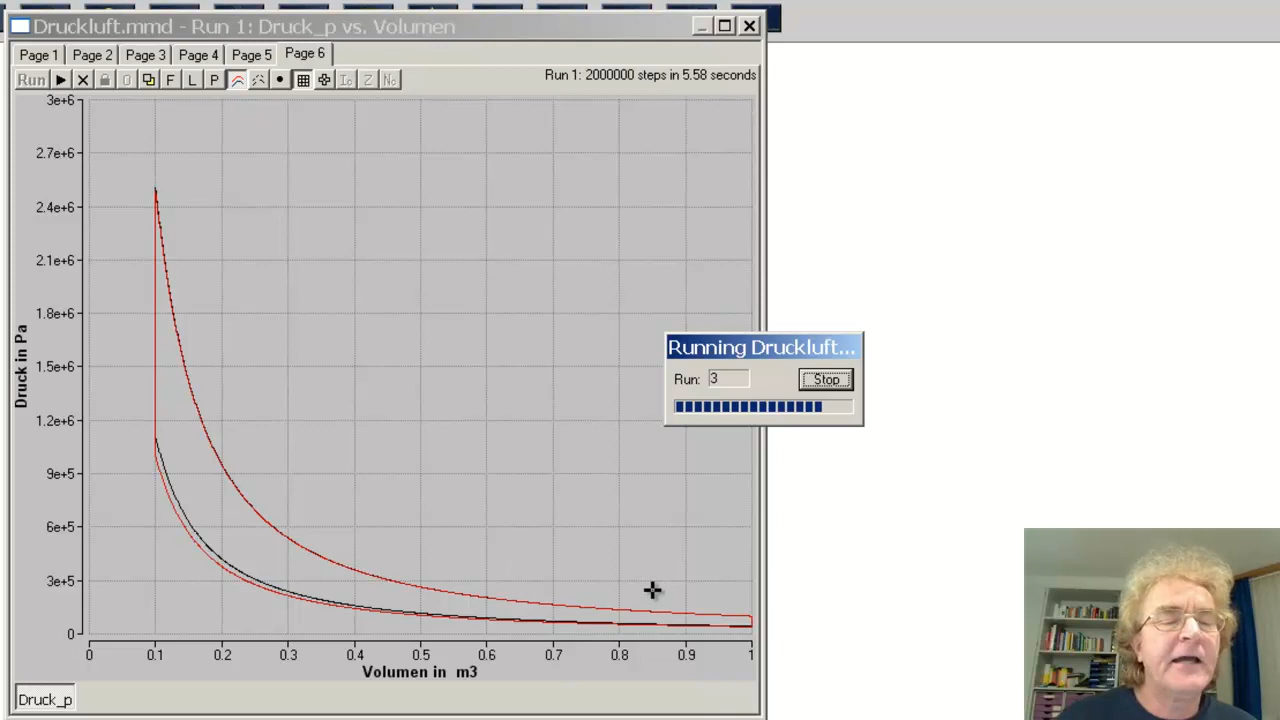 Druckluft.mmd - Run 1: Druck_p vs. Volumen
Page 1 Page 2 Page 3 Page 4 Page 5 Page 6
Run 0 F L P Z
Run 1: 2000000 steps in 5.58 seconds
3e+6
2.7e+6
2.4e+6
2.1e+6
1.8e+6
1.5e+6
1.2e+6
9e+5
6e+5
3e+5
0
Druck in Pa
0 0.1 0.2 0.3 0.4 0.5 0.6 0.7 0.8 0.9 1
Volumen in m3
Druck_p
Running Druckluft...
Run: 3 Stop